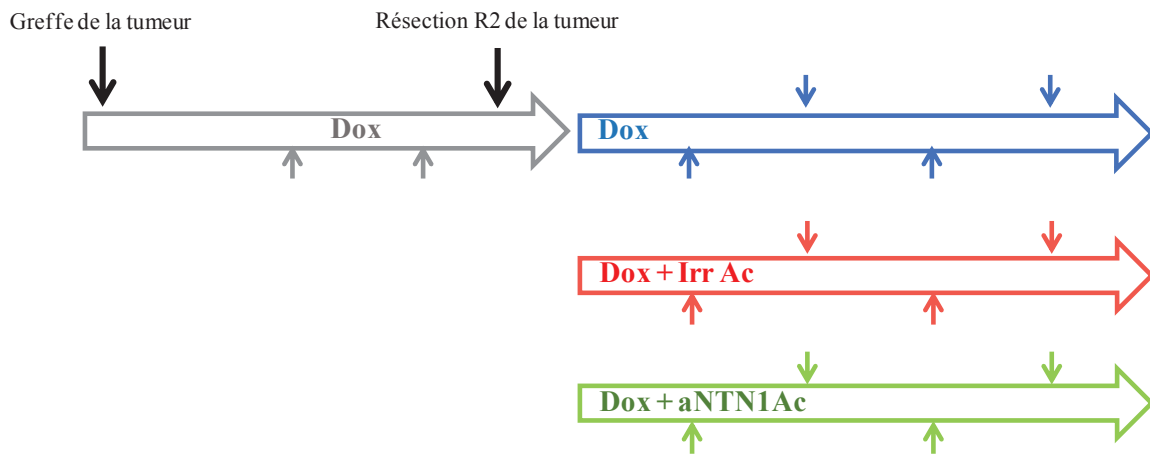 Greffe de la tumeur
Résection R2 de la tumeur
Dox
Dox
Dox + Irr Ac
Dox + aNTN1Ac